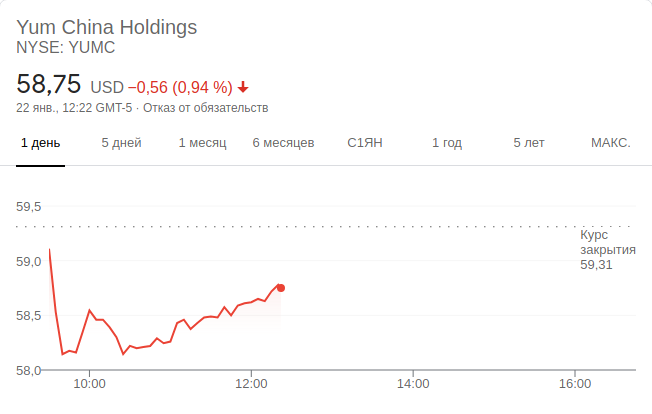 Yum China Holdings
NYSE: YUMC
58,75 USD −0,56 (0,94 %)
22 янв., 12:22 GMT-5 · Отказ от обязательств
1 день 5 дней 1 месяц 6 месяцев С1ЯН 1 год 5 лет МАКС.
59,5
Курс
закрытия
59,31
59,0
58,5
58,0
10:00 12:00 14:00 16:00